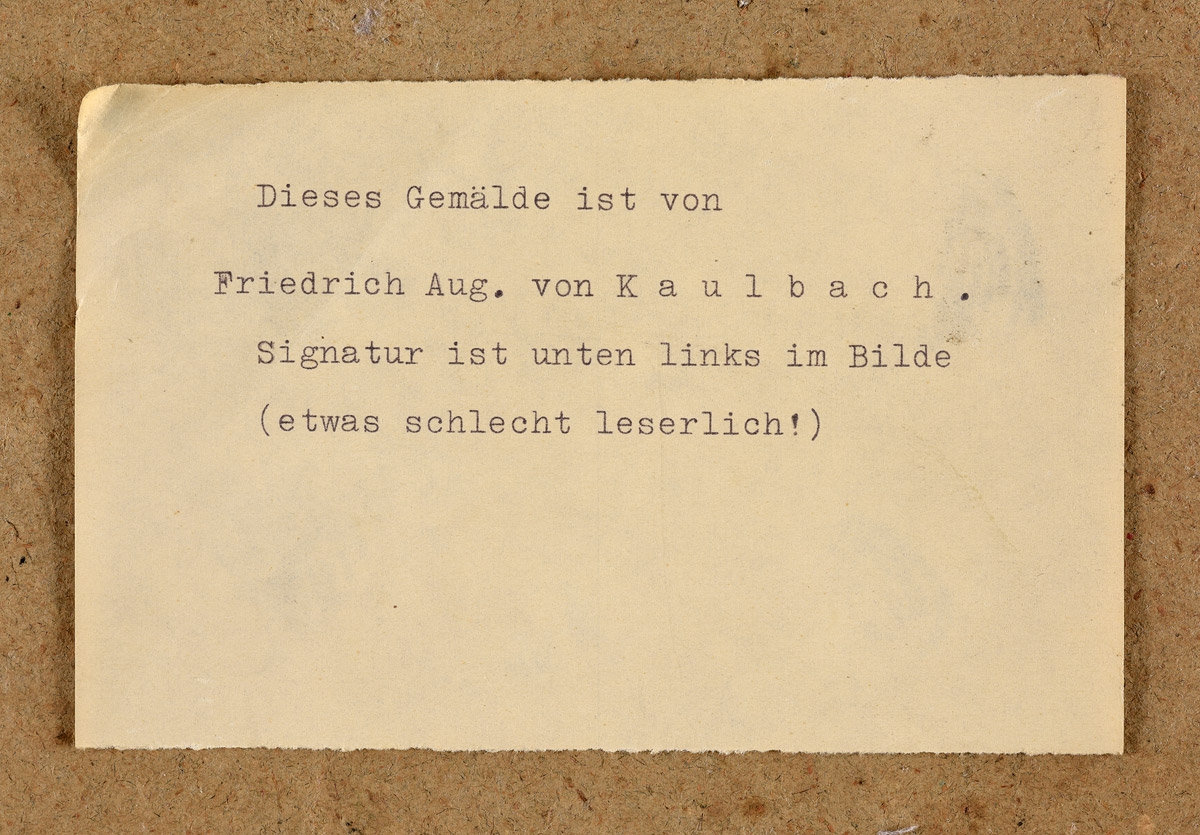 Dieses Gemälde ist von
Friedrich Aug. von K a u l b a c h .
Signatur ist unten links im Bilde
(etwas schlecht leserlich!)